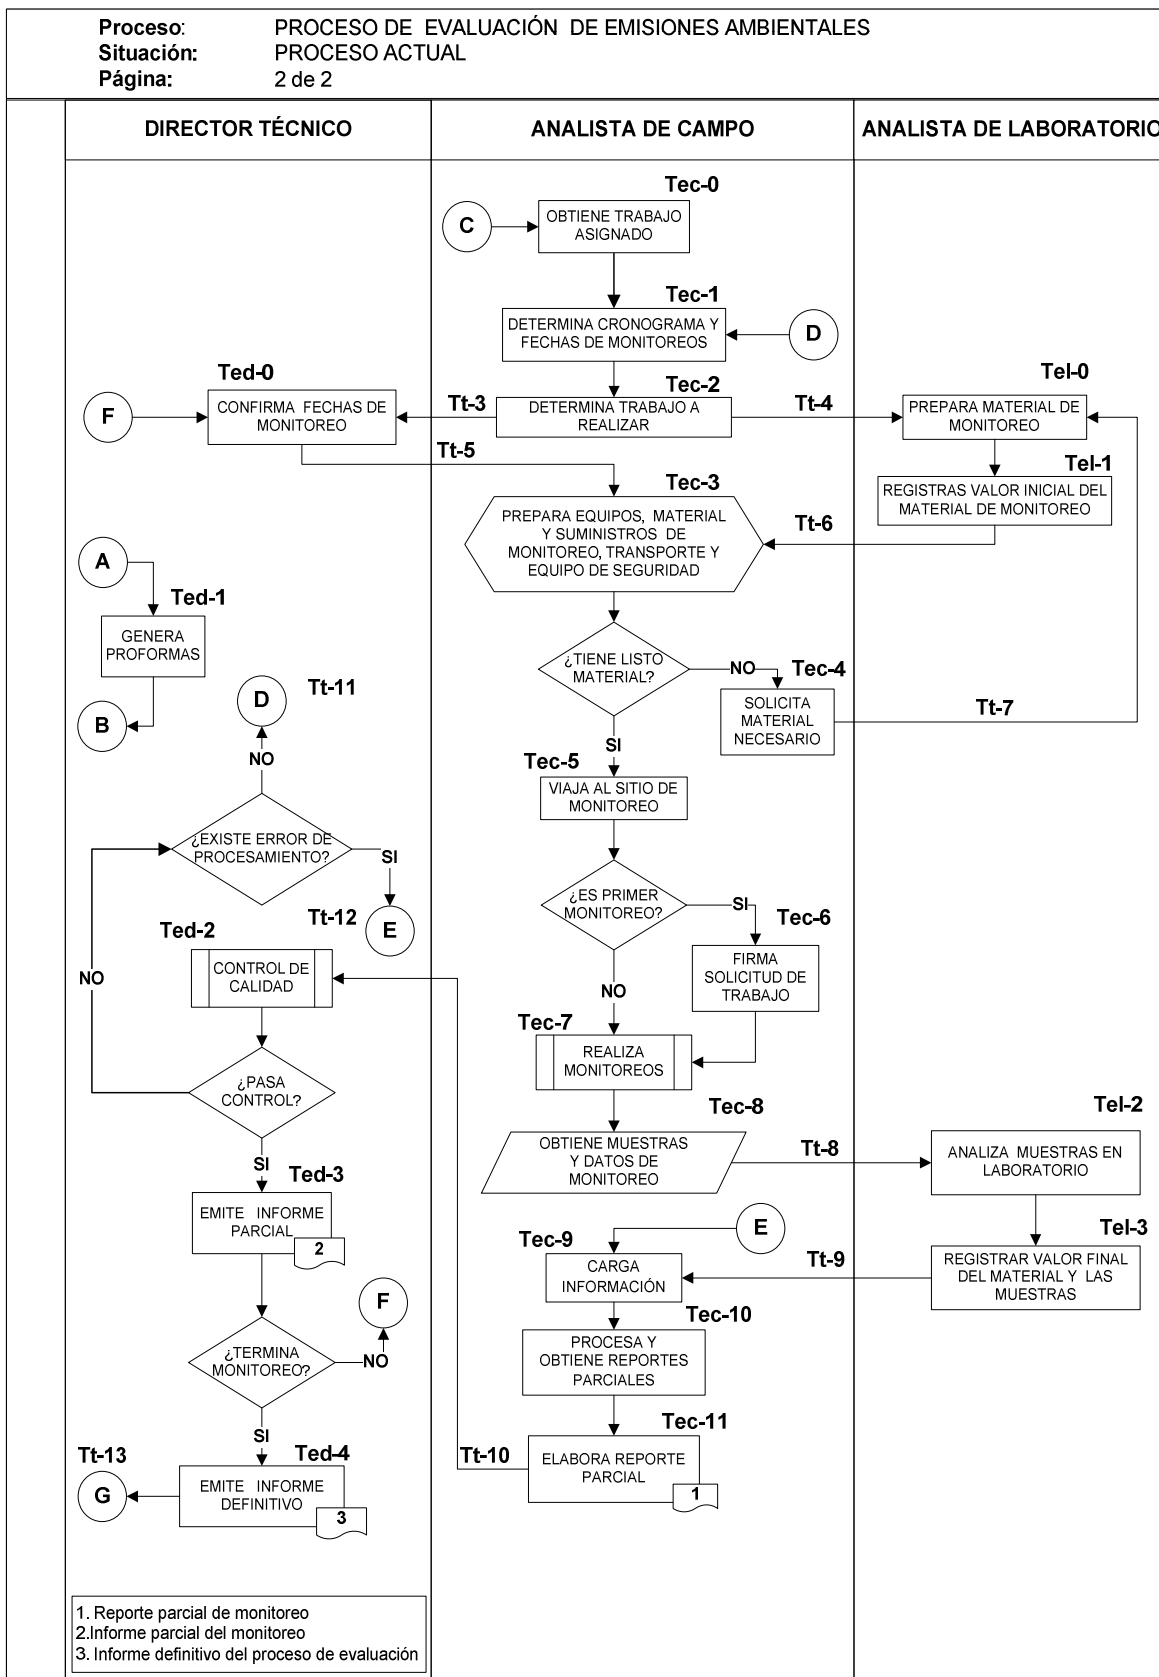 Proceso: PROCESO DE EVALUACIÓN DE EMISIONES AMBIENTALES
Situación: PROCESO ACTUAL
Página: 2 de 2
DIRECTOR TÉCNICO
ANALISTA DE CAMPO
ANALISTA DE LABORATORIO
Tec-0
C
OBTIENE TRABAJO
ASIGNADO
Tec-1
DETERMINA CRONOGRAMA Y
FECHAS DE MONITOREOS
D
Ted-0
Tec-2
Tel-0
F
CONFIRMA FECHAS DE
MONITOREO
Tt-3
DETERMINA TRABAJO A
REALIZAR
Tt-4
PREPARA MATERIAL DE
MONITOREO
Tt-5
Tel-1
Tec-3
REGISTRAS VALOR INICIAL DEL
MATERIAL DE MONITOREO
PREPARA EQUIPOS, MATERIAL
Y SUMINISTROS DE
MONITOREO, TRANSPORTE Y
EQUIPO DE SEGURIDAD
Tt-6
A
Ted-1
GENERA
PROFORMAS
B
¿TIENE LISTO
MATERIAL?
NO
Tec-4
SOLICITA
MATERIAL
NECESARIO
Tt-7
Tt-11
D
NO
SI
Tec-5
VIAJA AL SITIO DE
MONITOREO
¿EXISTE ERROR DE
PROCESAMIENTO?
SI
Tt-12
E
¿ES PRIMER
MONITOREO?
SI
Tec-6
FIRMA
SOLICITUD DE
TRABAJO
Ted-2
CONTROL DE
CALIDAD
NO
NO
Tec-7
REALIZA
MONITOREOS
¿PASA
CONTROL?
Tec-8
OBTIENE MUESTRAS
Y DATOS DE
MONITOREO
Tt-8
Tel-2
ANALIZA MUESTRAS EN
LABORATORIO
SI
Ted-3
EMITE INFORME
PARCIAL
2
E
Tel-3
Tec-9
CARGA
INFORMACIÓN
Tt-9
REGISTRAR VALOR FINAL
DEL MATERIAL Y LAS
MUESTRAS
F
Tec-10
PROCESA Y
OBTIENE REPORTES
PARCIALES
¿TERMINA
MONITOREO?
NO
SI
Tec-11
Tt-13
Ted-4
Tt-10
ELABORA REPORTE
PARCIAL
1
G
EMITE INFORME
DEFINITIVO
3
1. Reporte parcial de monitoreo
2.Informe parcial del monitoreo
3. Informe definitivo del proceso de evaluación